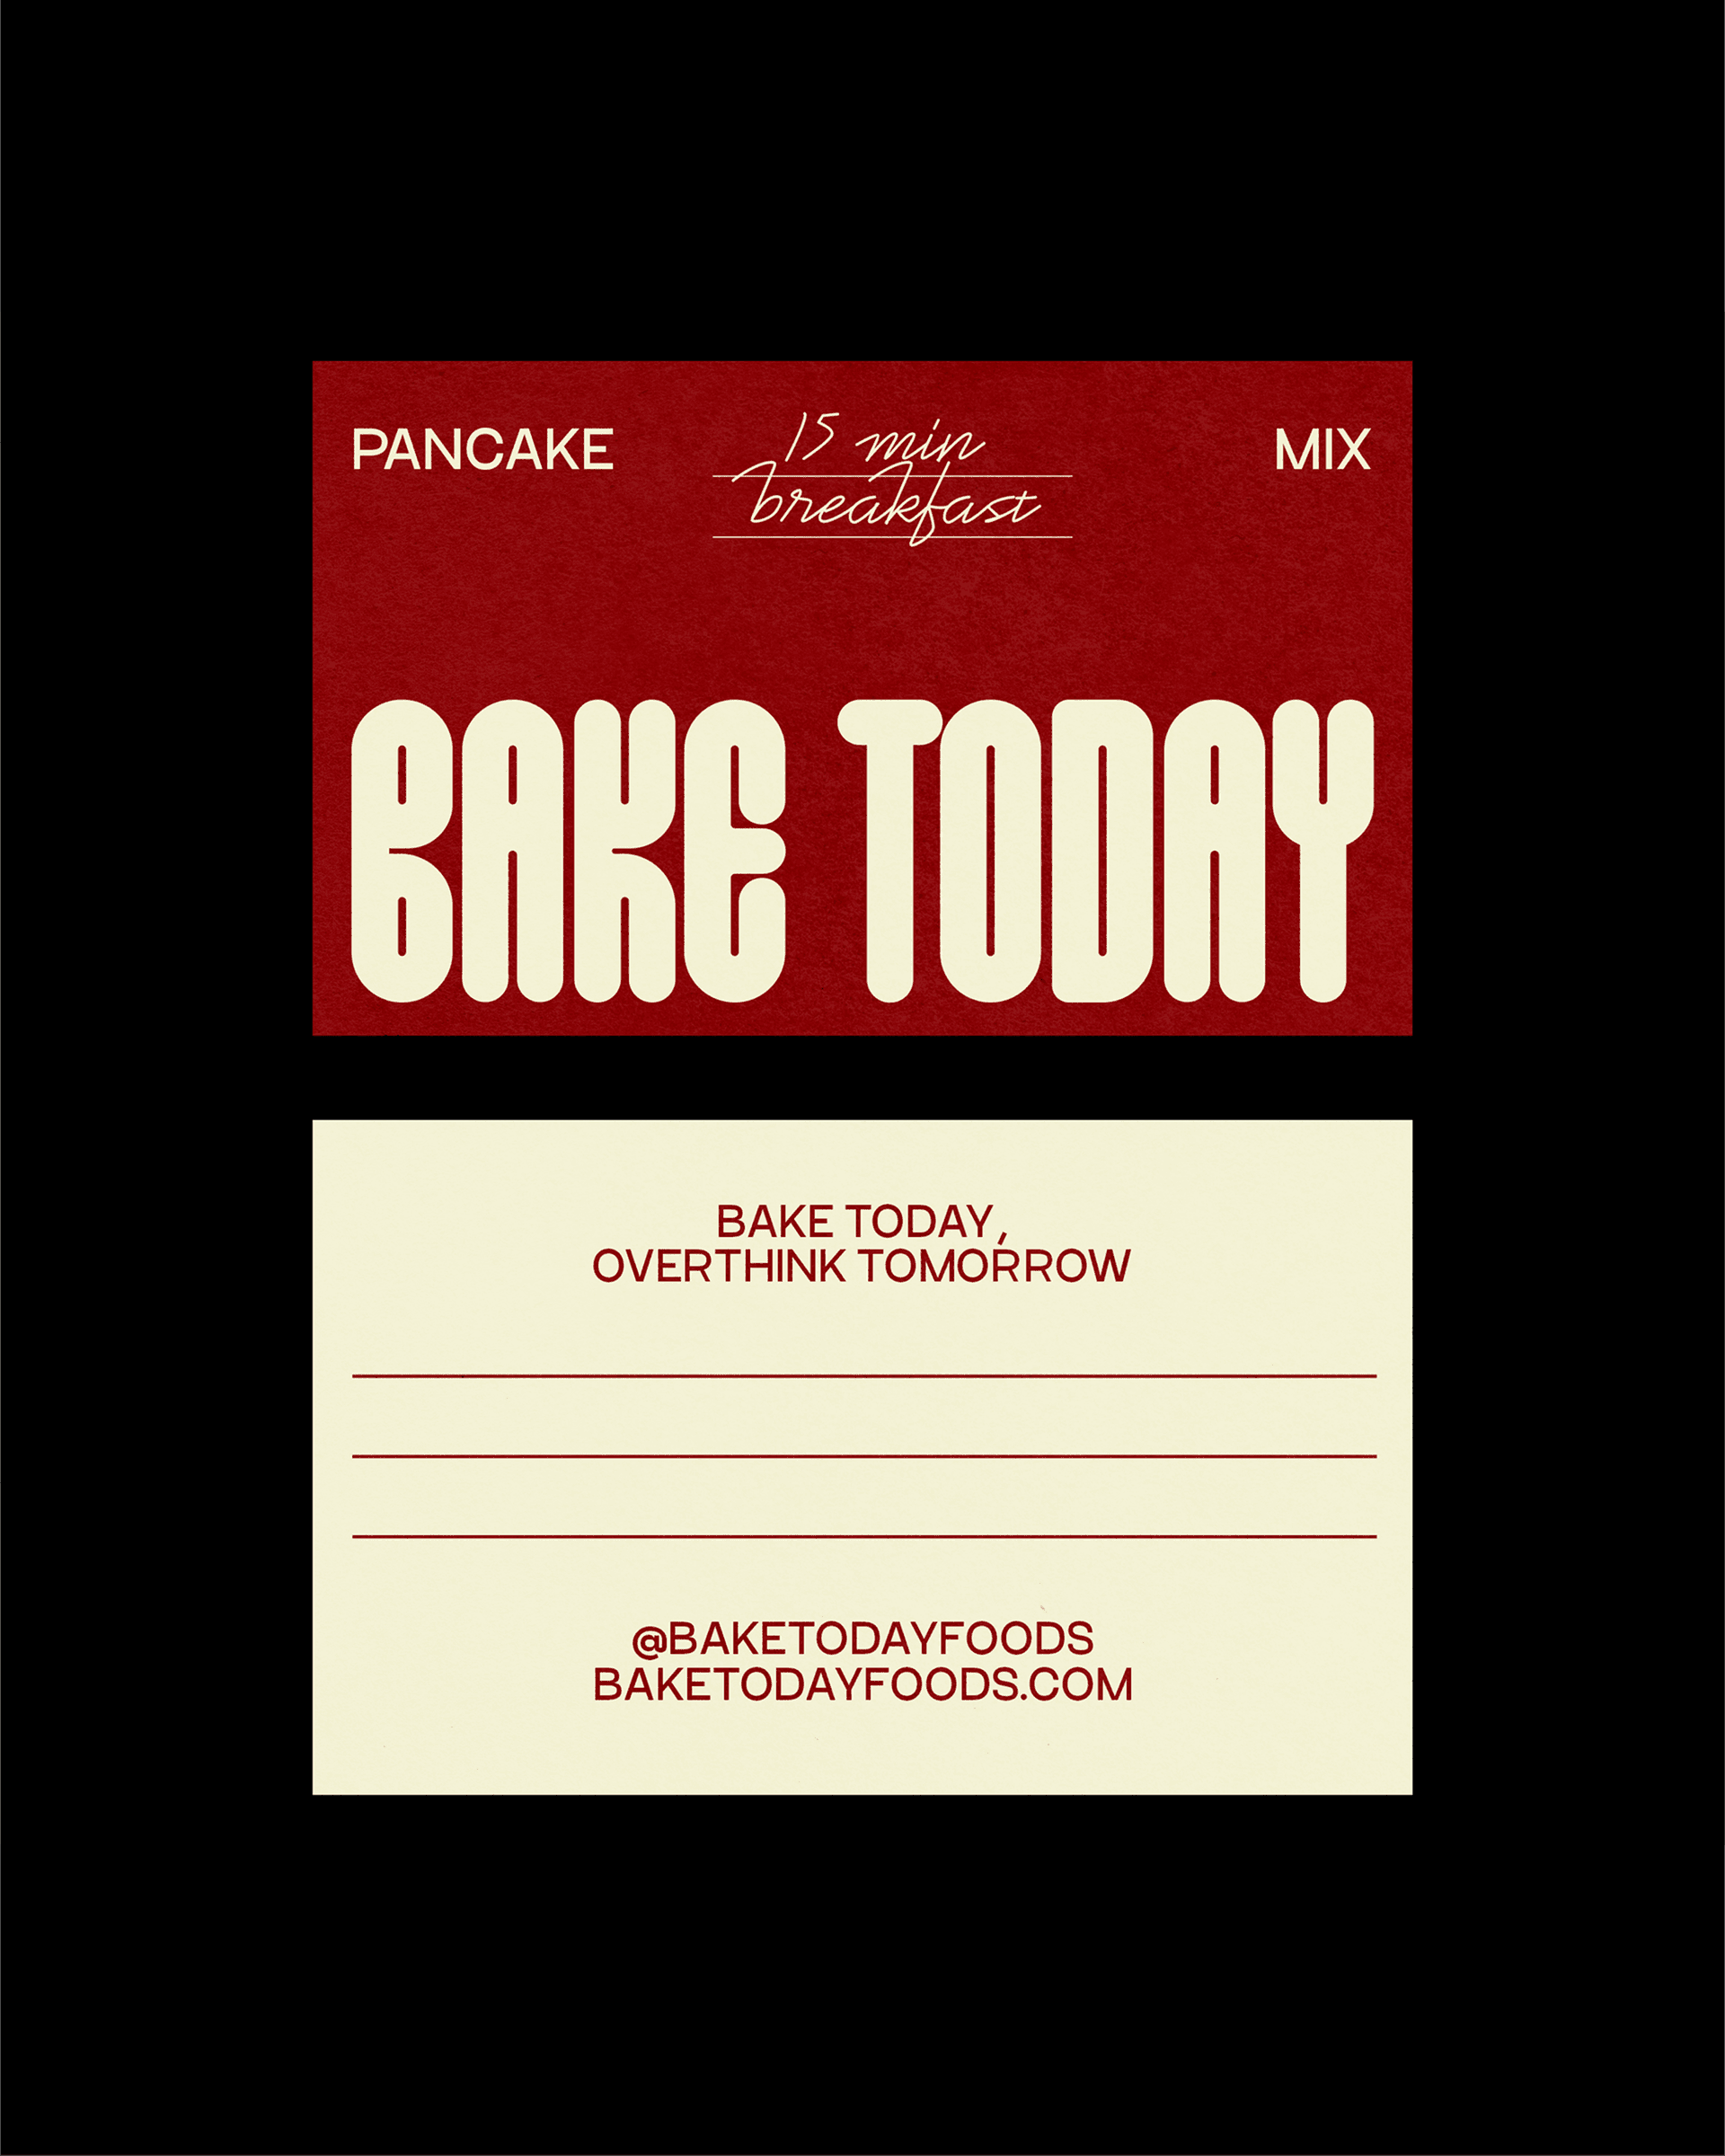 PANCAKE 15 min MIX
breakfast
BAKE TODAY
BAKE TODAY,
OVERTHINK TOMORROW
@BAKETODAYFOODS
BAKETODAYFOODS.COM